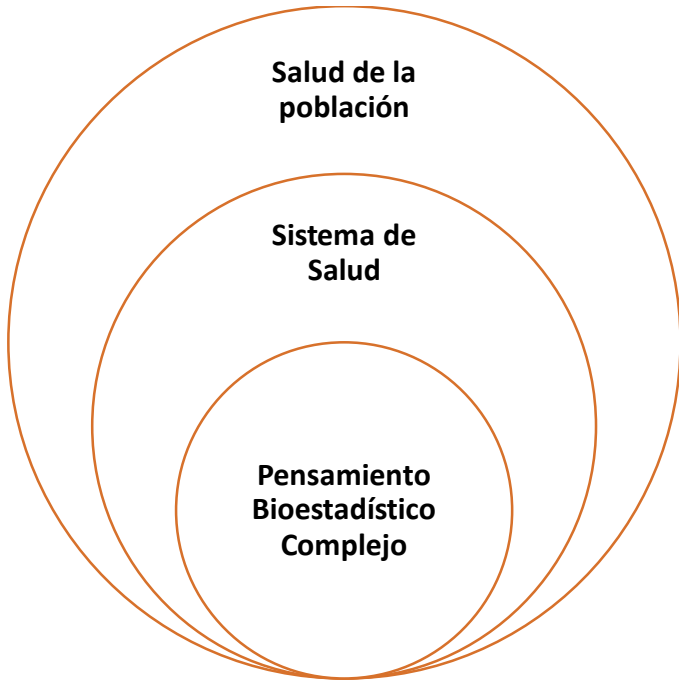 Salud de la
población
Sistema de
Salud
Pensamiento
Bioestadístico
Complejo